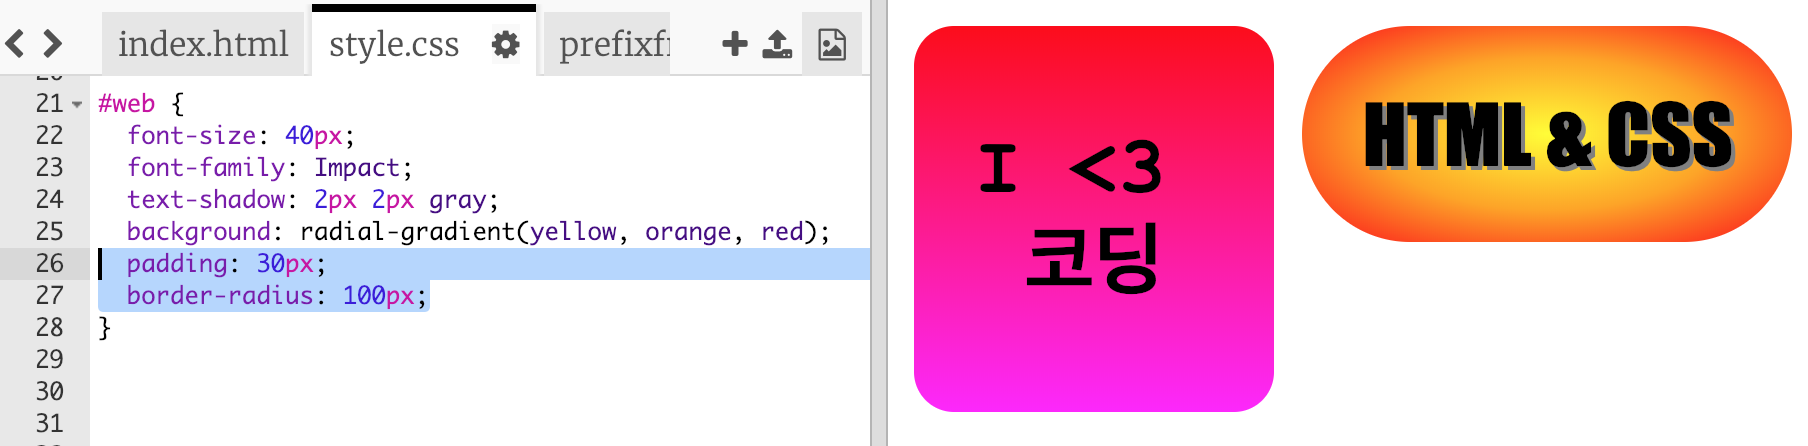 index.html
style.css
prefixfr
21
#web {
22
font-size: 40px;
23
font-family: Impact;
24
text-shadow: 2px 2px gray;
25
background: radial-gradient(yellow, orange, red);
26
padding: 30px;
27
border-radius: 100px;
28
}
29
30
31
I <3
코딩
HTML & CSS